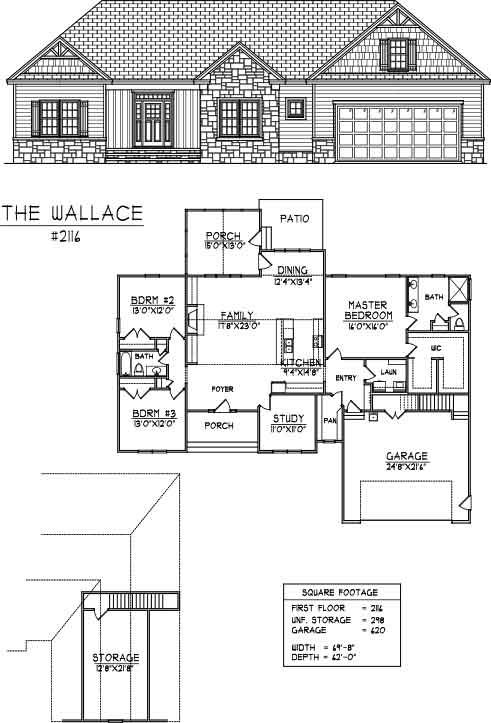 THE WALLACE
#2116
PATIO
PORCH
15'0"X13'0"
DINING
12'4"X13'4"
BDRM #2
13'0"X12'0"
FAMILY
17'8"X23'0"
MASTER
BEDROOM
16'0"X16'0"
BATH
KITCHEN
9'4"X14'8"
WC
BATH
ENTRY
LAUN
FOYER
BDRM #3
13'0"X12'0"
PORCH
STUDY
11'0"X11'0"
PAN
GARAGE
24'8"X21'6"
STORAGE
12'8"X21'8"
SQUARE FOOTAGE
FIRST FLOOR = 2116
UNF. STORAGE = 298
GARAGE = 620
WIDTH = 69'-8"
DEPTH = 62'-0"